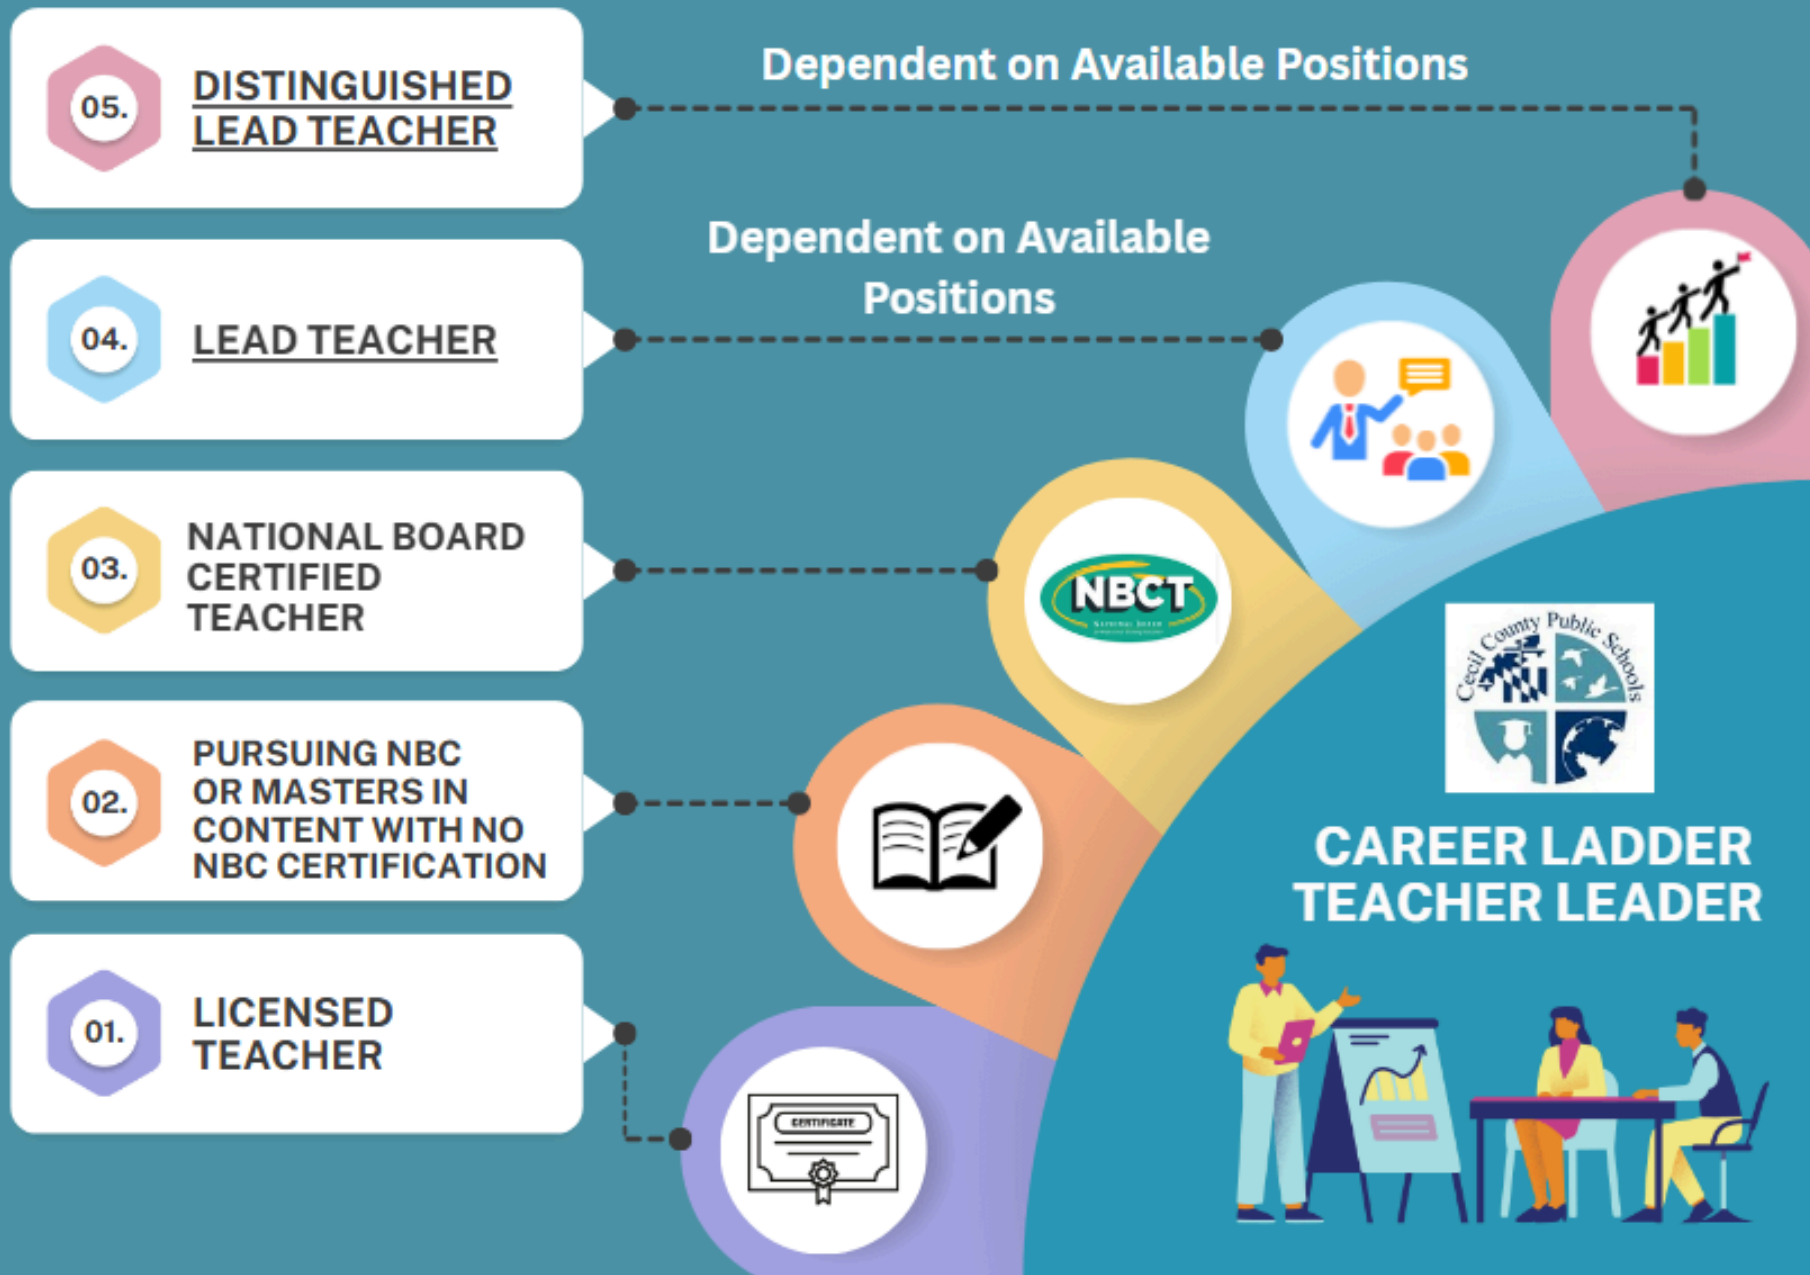 05.
DISTINGUISHED
LEAD TEACHER
Dependent on Available Positions
04.
LEAD TEACHER
Dependent on Available
Positions
03.
NATIONAL BOARD
CERTIFIED
TEACHER
NBCT
02.
PURSUING NBC
OR MASTERS IN
CONTENT WITH NO
NBC CERTIFICATION
01.
LICENSED
TEACHER
CERTIFICATE
Cecil County Public Schools
CAREER LADDER
TEACHER LEADER